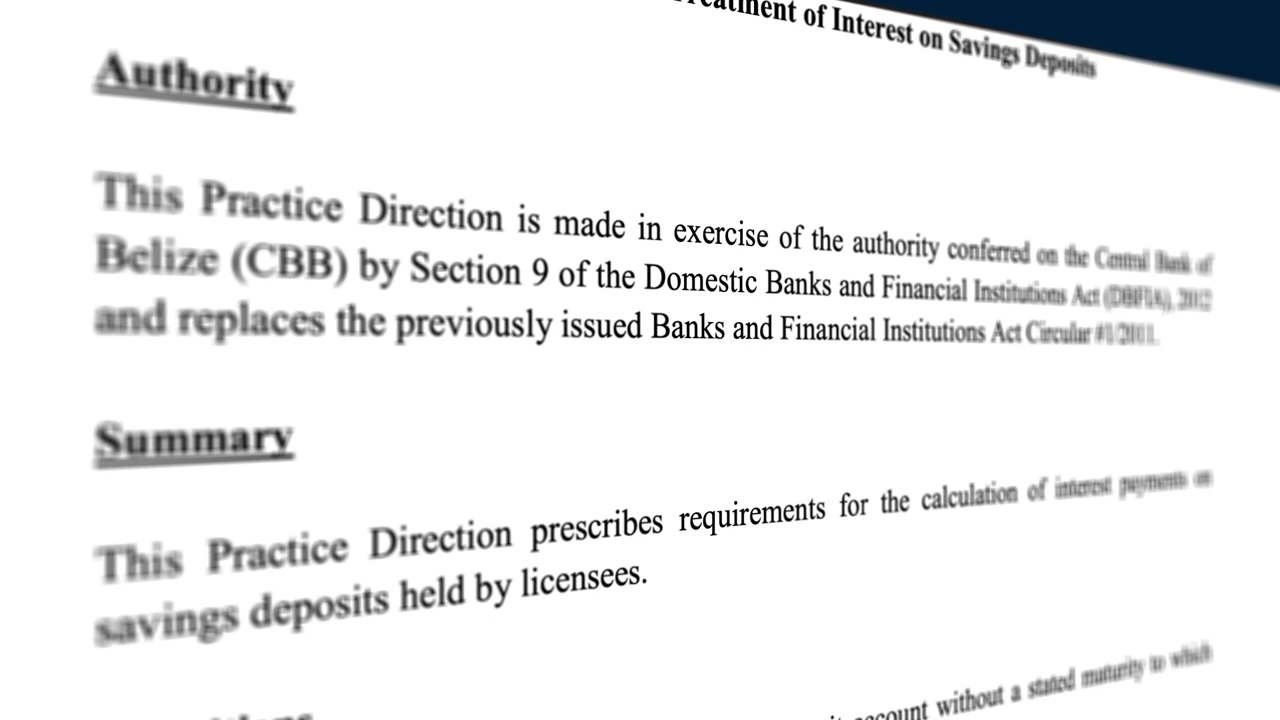 of Interest on Savings Deposits
Authority
This Practice Direction is made in exercise of the authority conferred on the Central Bank of
Belize (CBB) by Section 9 of the Domestic Banks and Financial Institutions Act (DBFIA), 2012
and replaces the previously issued Banks and Financial Institutions Act Circular
Summary
This Practice Direction prescribes requirements for the calculation of interest payments on
savings deposits held by licensees.
account without a stated maturity to which